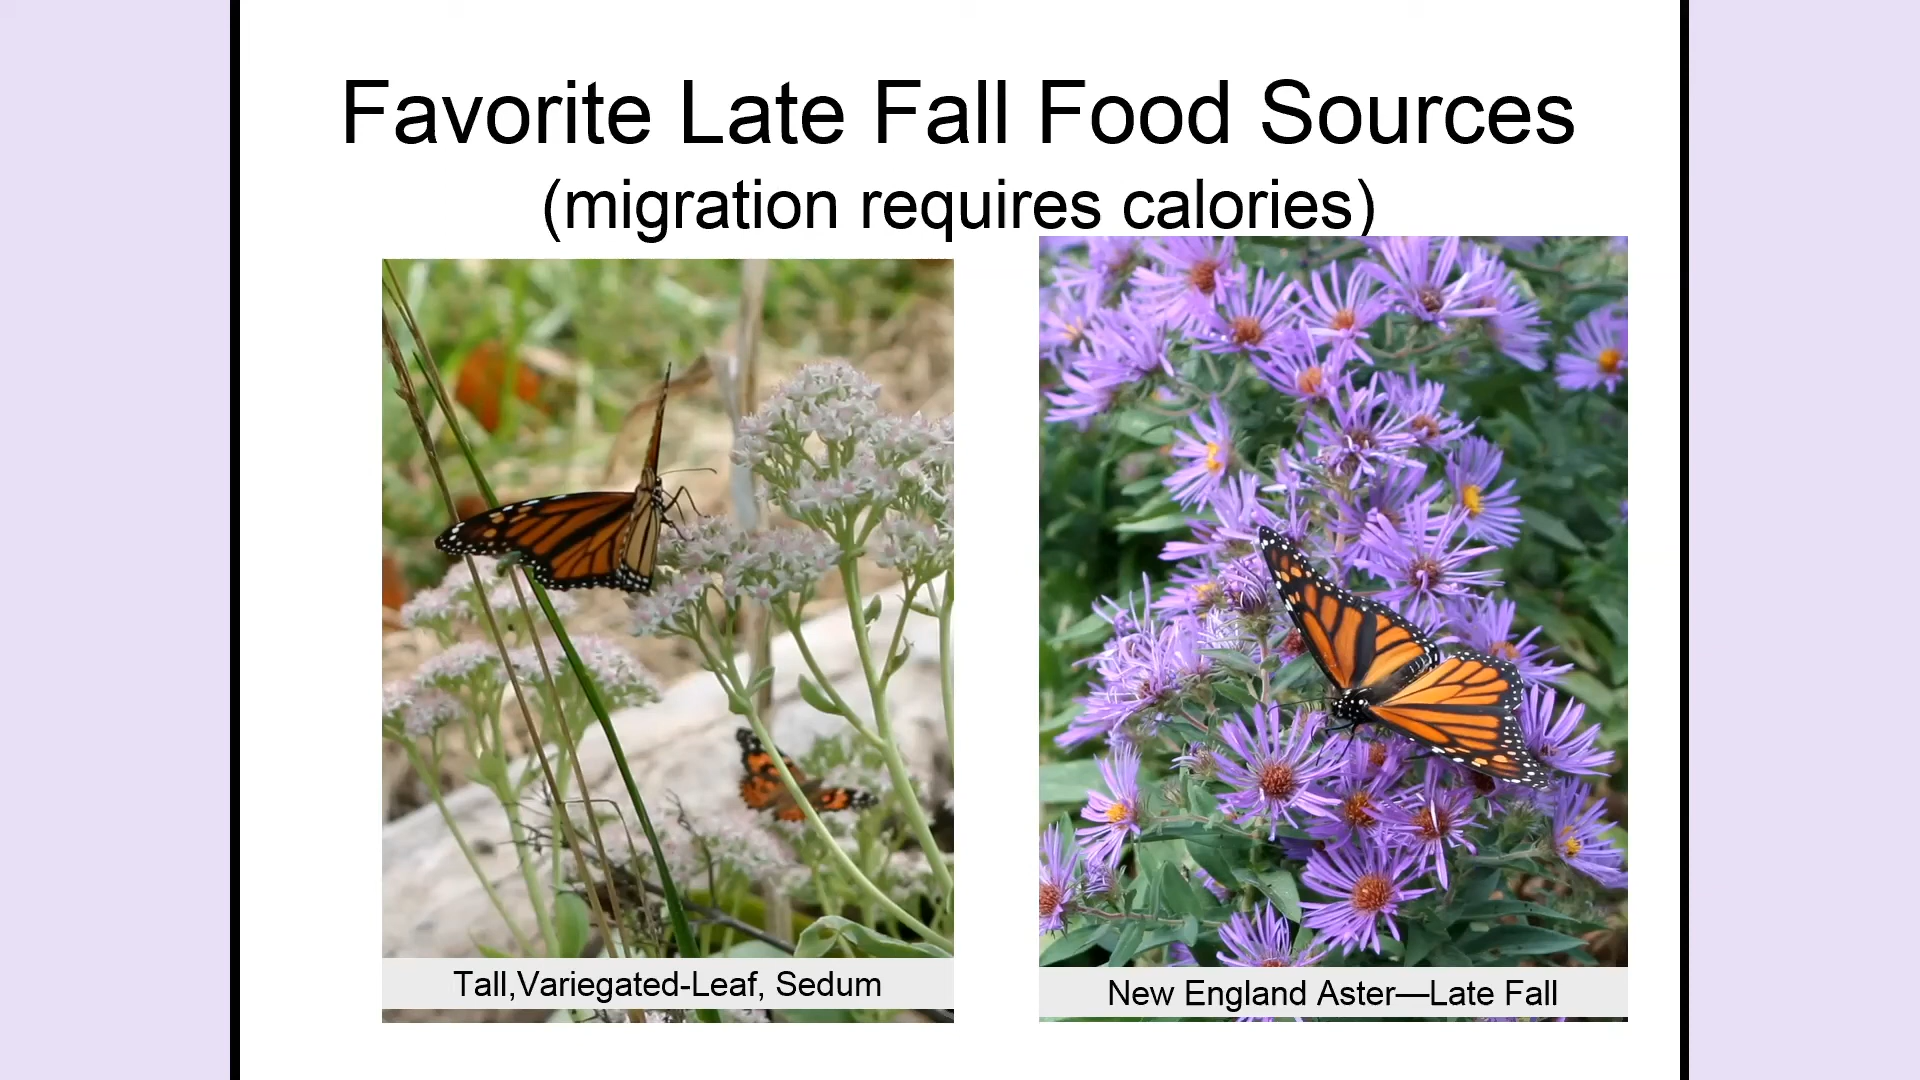 Favorite Late Fall Food Sources
(migration requires calories)
Tall,Variegated-Leaf, Sedum
New England Aster—Late Fall